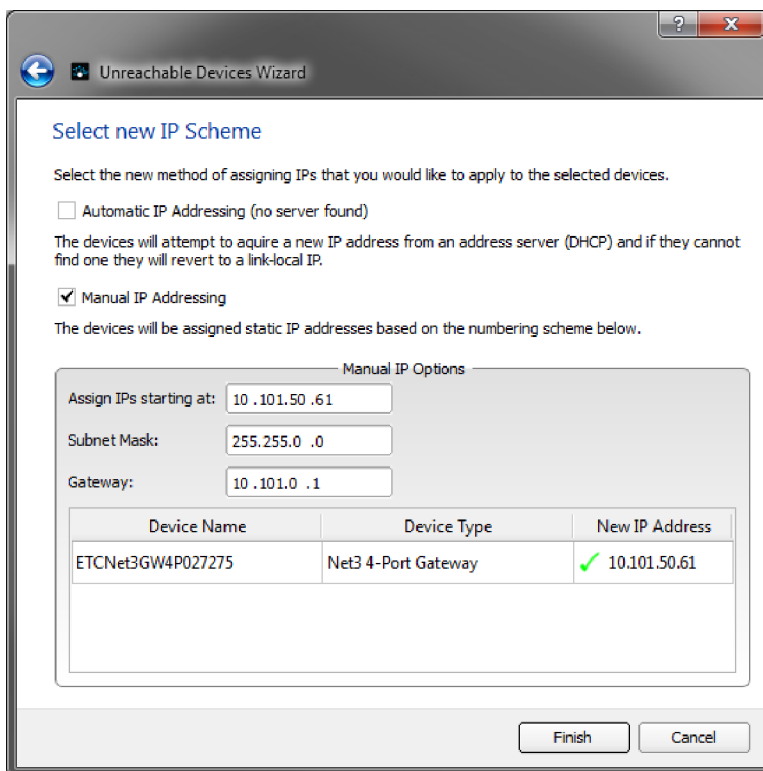 ?
X
Unreachable Devices Wizard
Select new IP Scheme
Select the new method of assigning IPs that you would like to apply to the selected devices.
Automatic IP Addressing (no server found)
The devices will attempt to aquire a new IP address from an address server (DHCP) and if they cannot
find one they will revert to a link-local IP.
Manual IP Addressing
The devices will be assigned static IP addresses based on the numbering scheme below.
Manual IP Options
Assign IPs starting at: 10 .101.50 .61
Subnet Mask: 255.255.0 .0
Gateway: 10 .101.0 .1
Device Name Device Type New IP Address
ETCNet3GW4P027275 Net3 4-Port Gateway 10.101.50.61
Finish Cancel